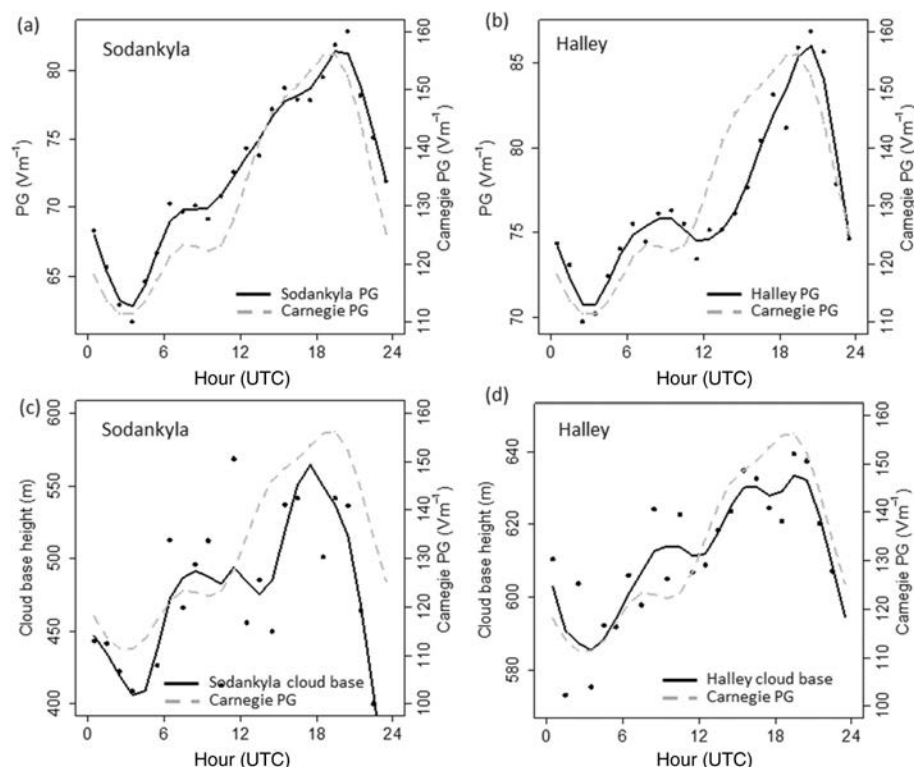 (a)
Sodankyla
PG (Vm⁻¹)
80
75
70
65
Carnegie PG (Vm⁻¹)
160
150
140
130
120
110
Sodankyla PG
Carnegie PG
0 6 12 18 24
Hour (UTC)
(b)
Halley
PG (Vm⁻¹)
85
80
75
70
Carnegie PG (Vm⁻¹)
160
150
140
130
120
110
Halley PG
Carnegie PG
0 6 12 18 24
Hour (UTC)
(c)
Sodankyla
Cloud base height (m)
600
550
500
450
400
Carnegie PG (Vm⁻¹)
160
150
140
130
120
110
100
Sodankyla cloud base
Carnegie PG
0 6 12 18 24
Hour (UTC)
(d)
Halley
Cloud base height (m)
640
620
600
580
Carnegie PG (Vm⁻¹)
160
150
140
130
120
110
100
Halley cloud base
Carnegie PG
0 6 12 18 24
Hour (UTC)